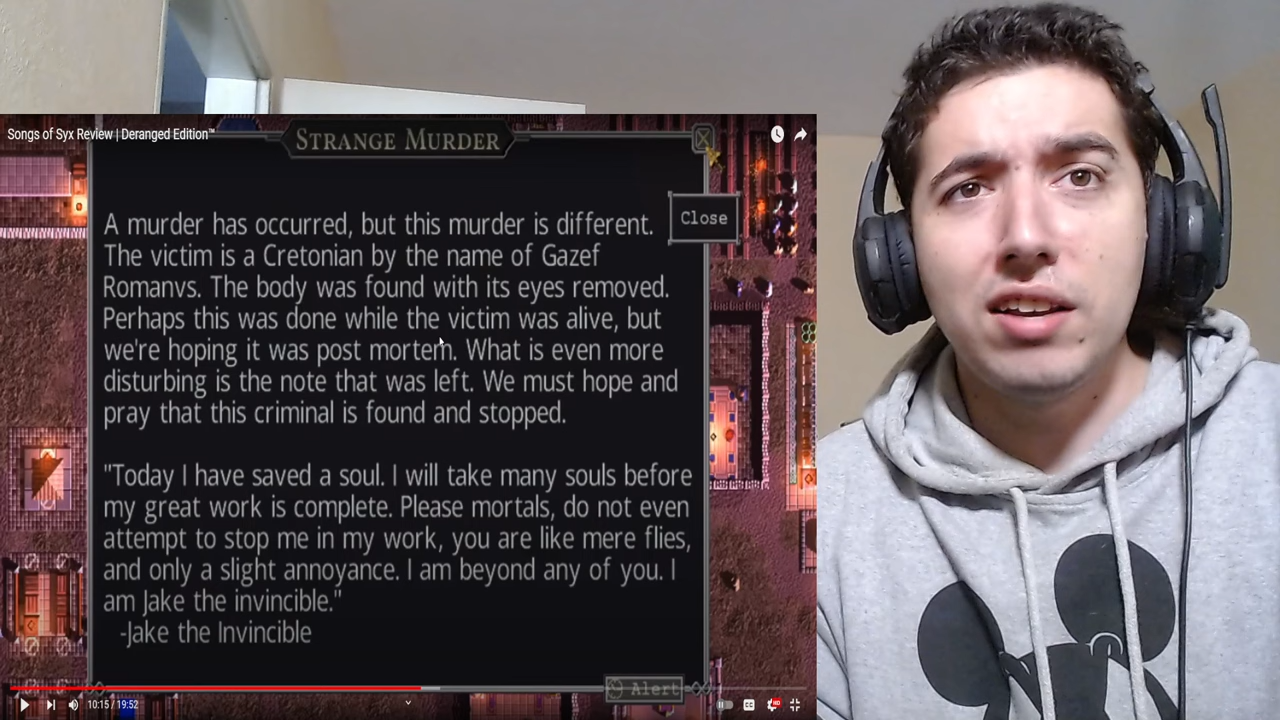 Songs of Syx Review | Deranged Edition™
STRANGE MURDER
Close
A murder has occurred, but this murder is different.
The victim is a Cretonian by the name of Gazef
Romanvs. The body was found with its eyes removed.
Perhaps this was done while the victim was alive, but
we're hoping it was post mortem. What is even more
disturbing is the note that was left. We must hope and
pray that this criminal is found and stopped.
"Today I have saved a soul. I will take many souls before
my great work is complete. Please mortals, do not even
attempt to stop me in my work, you are like mere flies,
and only a slight annoyance. I am beyond any of you. I
am Jake the invincible."
-Jake the Invincible
Alert
10:15 / 19:52
CC
HD